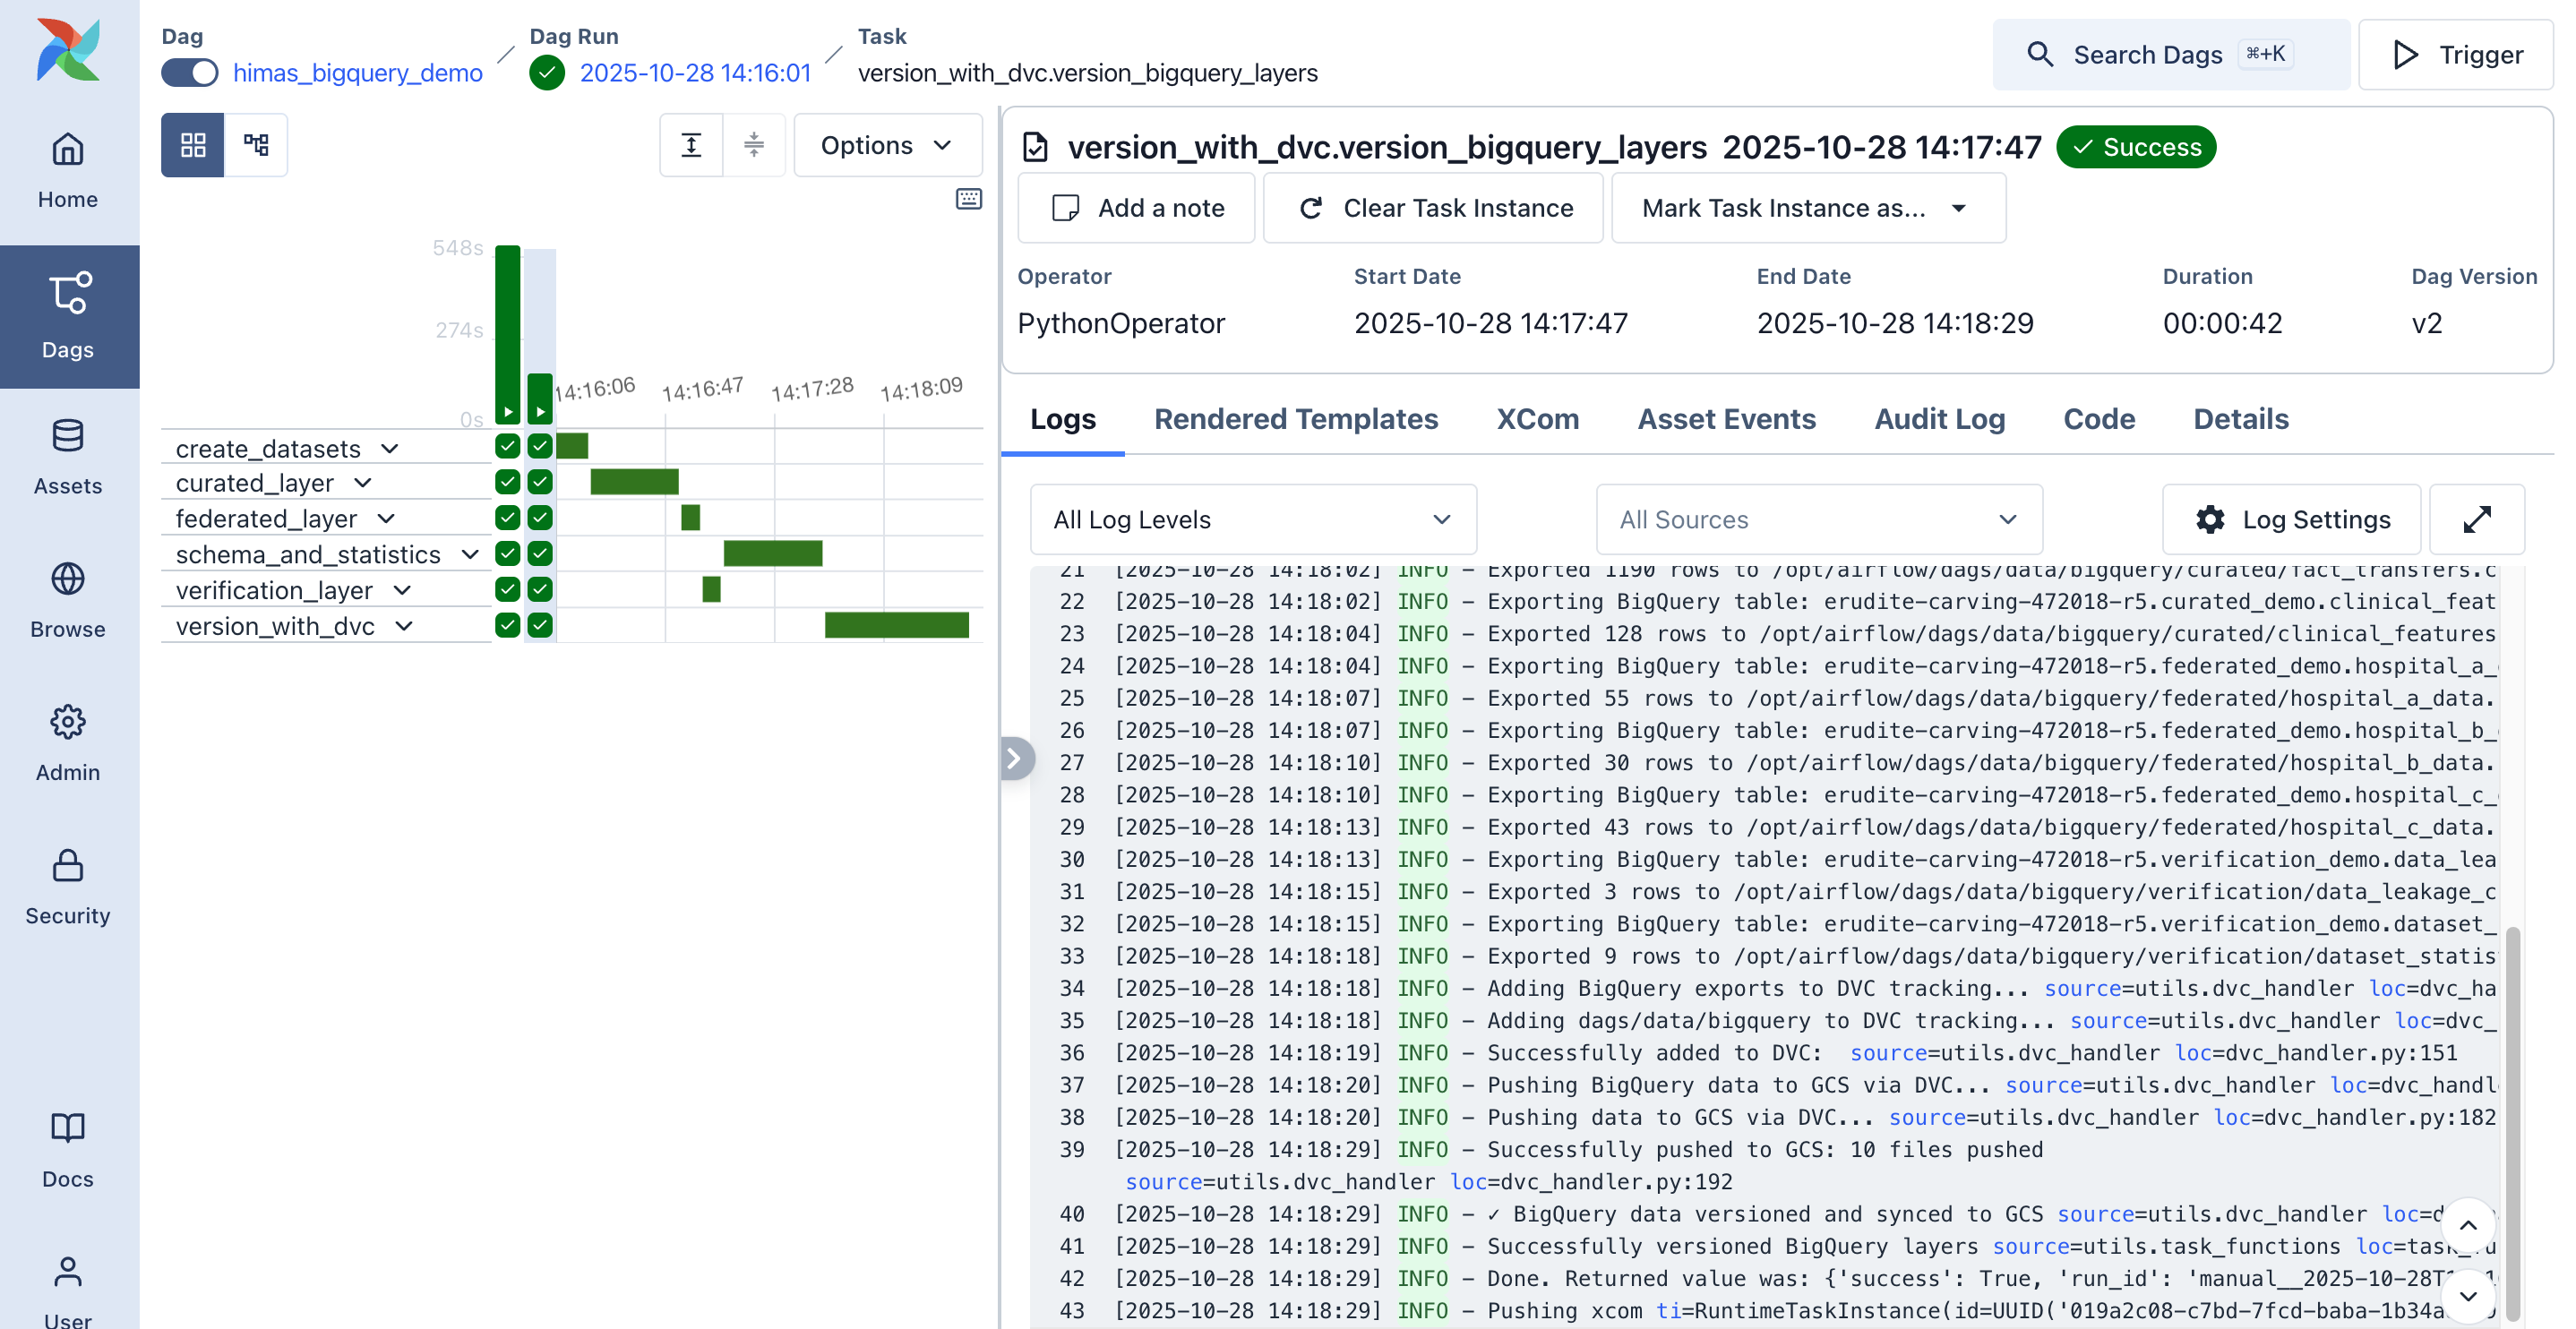 Dag
himas_bigquery_demo
Dag Run
2025-10-28 14:16:01
Task
version_with_dvc.version_bigquery_layers
Search Dags ⌘+K
Trigger
Home
Dags
Assets
Browse
Admin
Security
Docs
User
Options
548s
274s
0s
14:16:06
14:16:47
14:17:28
14:18:09
create_datasets
curated_layer
federated_layer
schema_and_statistics
verification_layer
version_with_dvc
version_with_dvc.version_bigquery_layers 2025-10-28 14:17:47 Success
Add a note
Clear Task Instance
Mark Task Instance as...
Operator Start Date End Date Duration Dag Version
PythonOperator 2025-10-28 14:17:47 2025-10-28 14:18:29 00:00:42 v2
Logs Rendered Templates XCom Asset Events Audit Log Code Details
All Log Levels
All Sources
Log Settings
21 [2025-10-28 14:18:02] INFO - Exported 1190 rows to /opt/airflow/dags/data/bigquery/curated/fact_transfers.c
22 [2025-10-28 14:18:02] INFO - Exporting BigQuery table: erudite-carving-472018-r5.curated_demo.clinical_feat
23 [2025-10-28 14:18:04] INFO - Exported 128 rows to /opt/airflow/dags/data/bigquery/curated/clinical_features
24 [2025-10-28 14:18:04] INFO - Exporting BigQuery table: erudite-carving-472018-r5.federated_demo.hospital_a_
25 [2025-10-28 14:18:07] INFO - Exported 55 rows to /opt/airflow/dags/data/bigquery/federated/hospital_a_data.
26 [2025-10-28 14:18:07] INFO - Exporting BigQuery table: erudite-carving-472018-r5.federated_demo.hospital_b_
27 [2025-10-28 14:18:10] INFO - Exported 30 rows to /opt/airflow/dags/data/bigquery/federated/hospital_b_data.
28 [2025-10-28 14:18:10] INFO - Exporting BigQuery table: erudite-carving-472018-r5.federated_demo.hospital_c_
29 [2025-10-28 14:18:13] INFO - Exported 43 rows to /opt/airflow/dags/data/bigquery/federated/hospital_c_data.
30 [2025-10-28 14:18:13] INFO - Exporting BigQuery table: erudite-carving-472018-r5.verification_demo.data_lea
31 [2025-10-28 14:18:15] INFO - Exported 3 rows to /opt/airflow/dags/data/bigquery/verification/data_leakage_c
32 [2025-10-28 14:18:15] INFO - Exporting BigQuery table: erudite-carving-472018-r5.verification_demo.dataset_
33 [2025-10-28 14:18:18] INFO - Exported 9 rows to /opt/airflow/dags/data/bigquery/verification/dataset_statis
34 [2025-10-28 14:18:18] INFO - Adding BigQuery exports to DVC tracking... source=utils.dvc_handler loc=dvc_ha
35 [2025-10-28 14:18:18] INFO - Adding dags/data/bigquery to DVC tracking... source=utils.dvc_handler loc=dvc_
36 [2025-10-28 14:18:19] INFO - Successfully added to DVC: source=utils.dvc_handler loc=dvc_handler.py:151
37 [2025-10-28 14:18:20] INFO - Pushing BigQuery data to GCS via DVC... source=utils.dvc_handler loc=dvc_handl
38 [2025-10-28 14:18:20] INFO - Pushing data to GCS via DVC... source=utils.dvc_handler loc=dvc_handler.py:182
39 [2025-10-28 14:18:29] INFO - Successfully pushed to GCS: 10 files pushed
source=utils.dvc_handler loc=dvc_handler.py:192
40 [2025-10-28 14:18:29] INFO - ✓ BigQuery data versioned and synced to GCS source=utils.dvc_handler loc=d
41 [2025-10-28 14:18:29] INFO - Successfully versioned BigQuery layers source=utils.task_functions loc=task_fu
42 [2025-10-28 14:18:29] INFO - Done. Returned value was: {'success': True, 'run_id': 'manual__2025-10-28T1
43 [2025-10-28 14:18:29] INFO - Pushing xcom ti=RuntimeTaskInstance(id=UUID('019a2c08-c7bd-7fcd-baba-1b34a